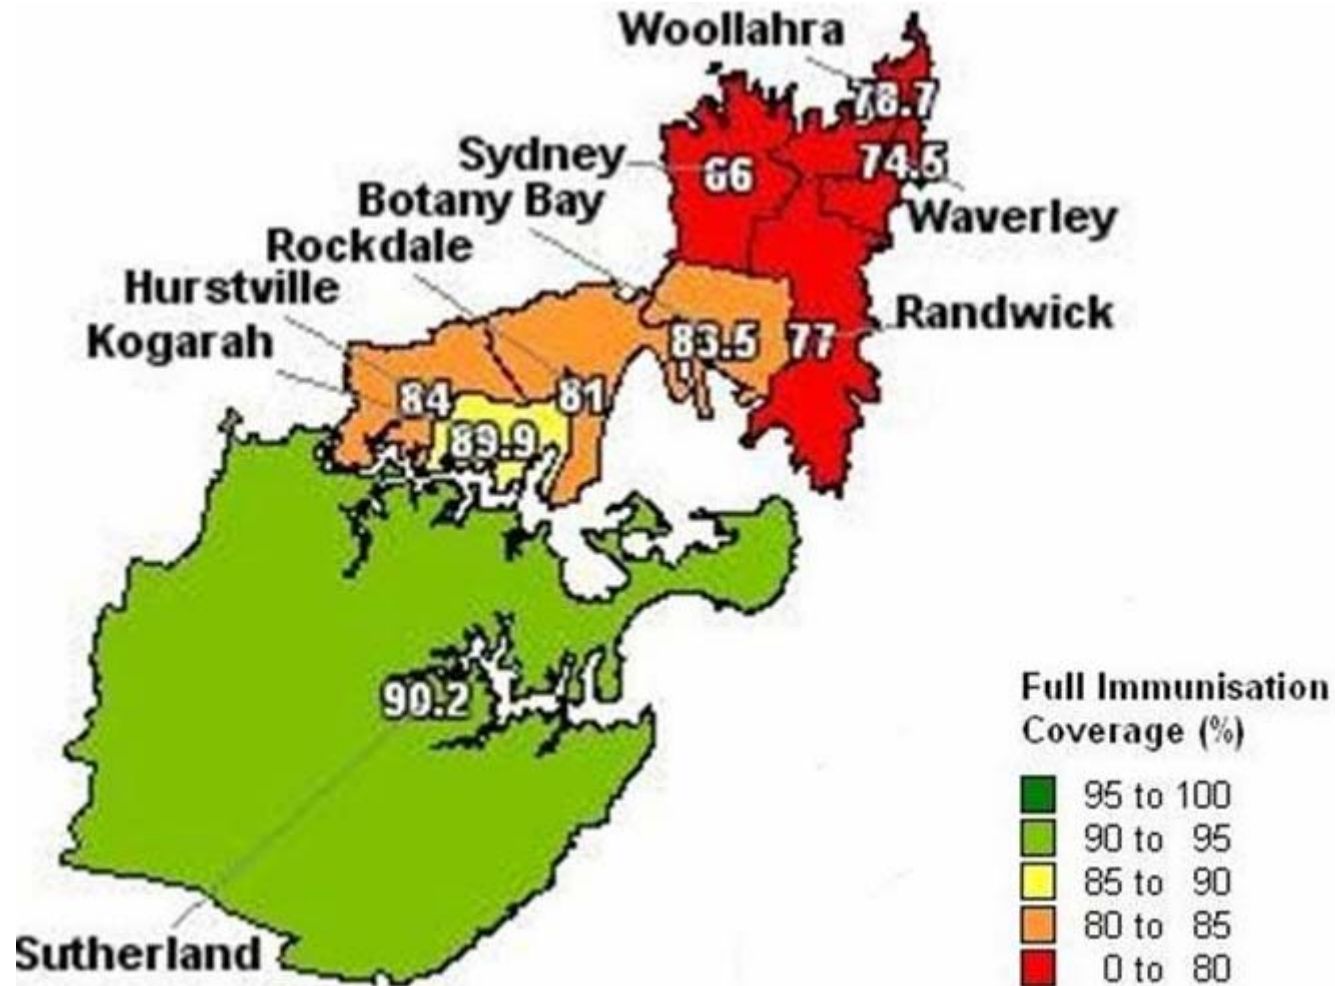 Woollahra
78.7
Sydney
66
74.5
Botany Bay
Waverley
Rockdale
Hurstville
Randwick
Kogarah
83.5
77
84
81
89.9
90.2
Full Immunisation
Coverage (%)
95 to 100
90 to 95
85 to 90
80 to 85
0 to 80
Sutherland